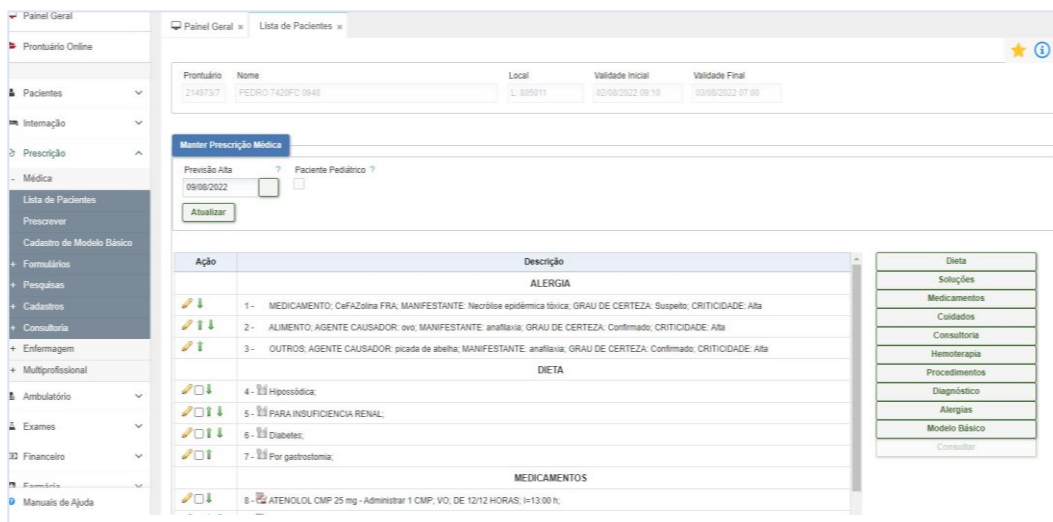 Painel Geral
Prontuário Online
Pacientes
Internação
Prescrição
- Médica
Lista de Pacientes
Prescrever
Cadastro de Modelo Básico
+ Formulários
+ Pesquisas
+ Cadastros
+ Consultoria
+ Enfermagem
+ Multiprofissional
Ambulatório
Exames
Financeiro
Farmácia
Manuais de Ajuda
Painel Geral × Lista de Pacientes ×
Prontuário Nome Local Validade Inicial Validade Final
214973/7 PEDRO 7420FC 0948 02/08/2022 09:10 03/08/2022 07:00
Manter Prescrição Médica
Previsão Alta ? Paciente Pediátrico ?
09/08/2022
Atualizar
Ação Descrição
ALERGIA
1 - MEDICAMENTO; CeFAZolina FRA; MANIFESTANTE: Necrólise epidérmica tóxica; GRAU DE CERTEZA: Suspeito; CRITICIDADE: Alta
2 - ALIMENTO; AGENTE CAUSADOR: ovo; MANIFESTANTE: anafilaxia; GRAU DE CERTEZA: Confirmado; CRITICIDADE: Alta
3 - OUTROS; AGENTE CAUSADOR: picada de abelha; MANIFESTANTE: anafilaxia; GRAU DE CERTEZA: Confirmado; CRITICIDADE: Alta
DIETA
4 - Hipossódica;
5 - PARA INSUFICIENCIA RENAL;
6 - Diabetes;
7 - Por gastrostomia;
MEDICAMENTOS
8 - ATENOLOL CMP 25 mg - Administrar 1 CMP; VO; DE 12/12 HORAS; I=13:00 h;
Dieta
Soluções
Medicamentos
Cuidados
Consultoria
Hemoterapia
Procedimentos
Diagnóstico
Alergias
Modelo Básico
Consultar